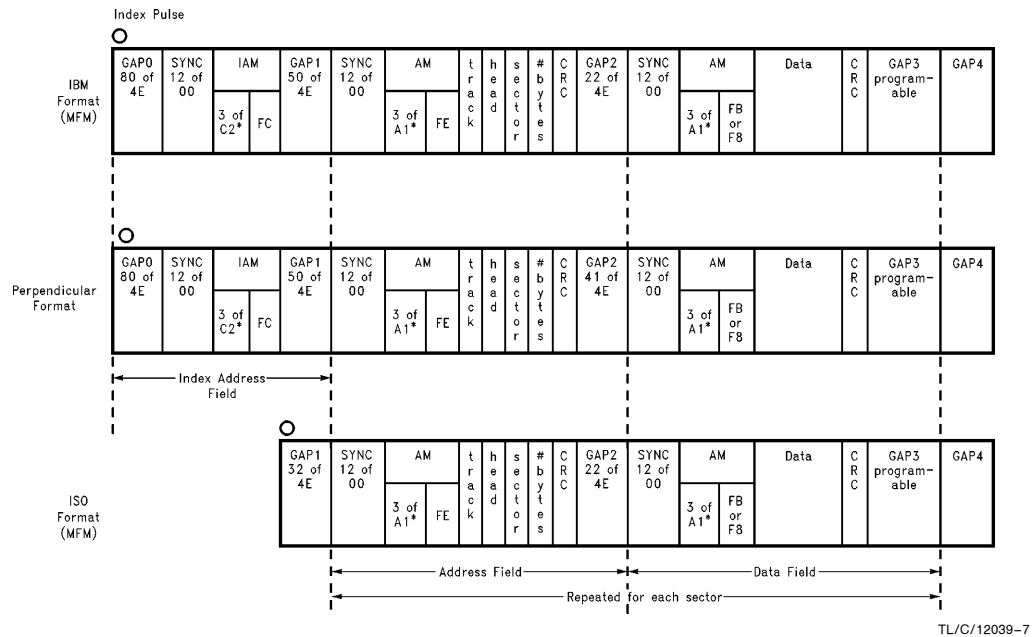 Index Pulse
IBM
Format
(MFM)
GAP0
80 of
4E
SYNC
12 of
00
IAM
3 of
C2*
FC
GAP1
50 of
4E
SYNC
12 of
00
AM
3 of
A1*
FE
track
head
sector
#bytes
CRC
GAP2
22 of
4E
SYNC
12 of
00
AM
3 of
A1*
FB
or
F8
Data
CRC
GAP3
program-
able
GAP4
Perpendicular
Format
GAP0
80 of
4E
SYNC
12 of
00
IAM
3 of
C2*
FC
GAP1
50 of
4E
SYNC
12 of
00
AM
3 of
A1*
FE
track
head
sector
#bytes
CRC
GAP2
41 of
4E
SYNC
12 of
00
AM
3 of
A1*
FB
or
F8
Data
CRC
GAP3
program-
able
GAP4
Index Address
Field
ISO
Format
(MFM)
GAP1
32 of
4E
SYNC
12 of
00
AM
3 of
A1*
FE
track
head
sector
#bytes
CRC
GAP2
22 of
4E
SYNC
12 of
00
AM
3 of
A1*
FB
or
F8
Data
CRC
GAP3
program-
able
GAP4
Address Field
Data Field
Repeated for each sector
TL/C/12039–7